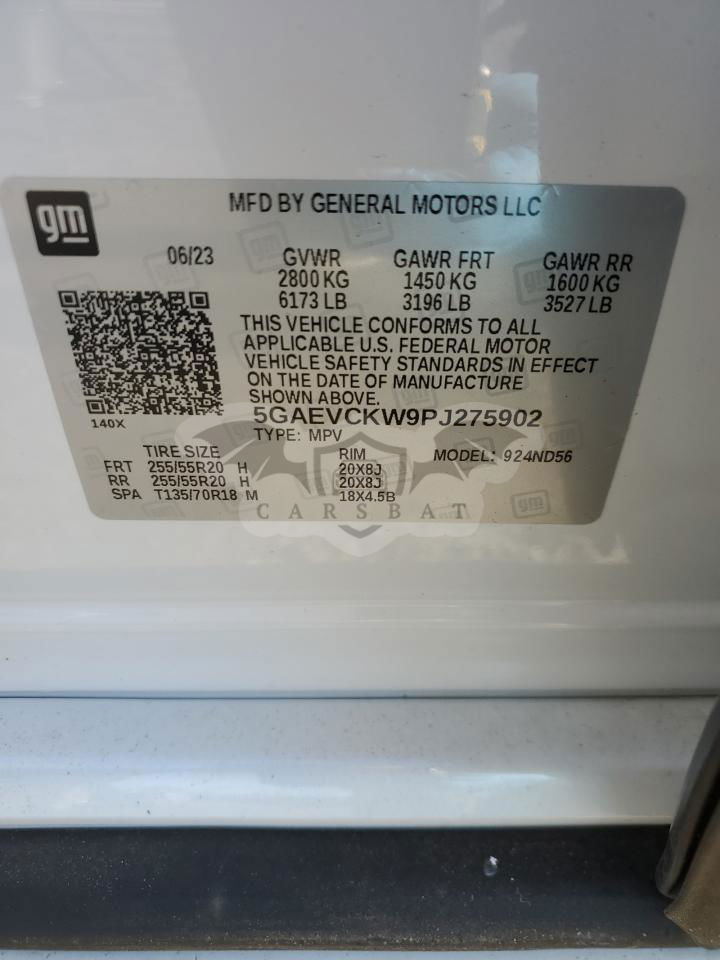 gm
MFD BY GENERAL MOTORS LLC
06/23 GVWR GAWR FRT GAWR RR
2800 KG 1450 KG 1600 KG
6173 LB 3196 LB 3527 LB
THIS VEHICLE CONFORMS TO ALL
APPLICABLE U.S. FEDERAL MOTOR
VEHICLE SAFETY STANDARDS IN EFFECT
ON THE DATE OF MANUFACTURE
SHOWN ABOVE.
140X
5GAEVCKW9PJ275902
TYPE: MPV
TIRE SIZE RIM MODEL: 924ND56
FRT 255/55R20 H 20X8J
RR 255/55R20 H 20X8J
SPA T135/70R18 M 18X4.5B
CARSBAT